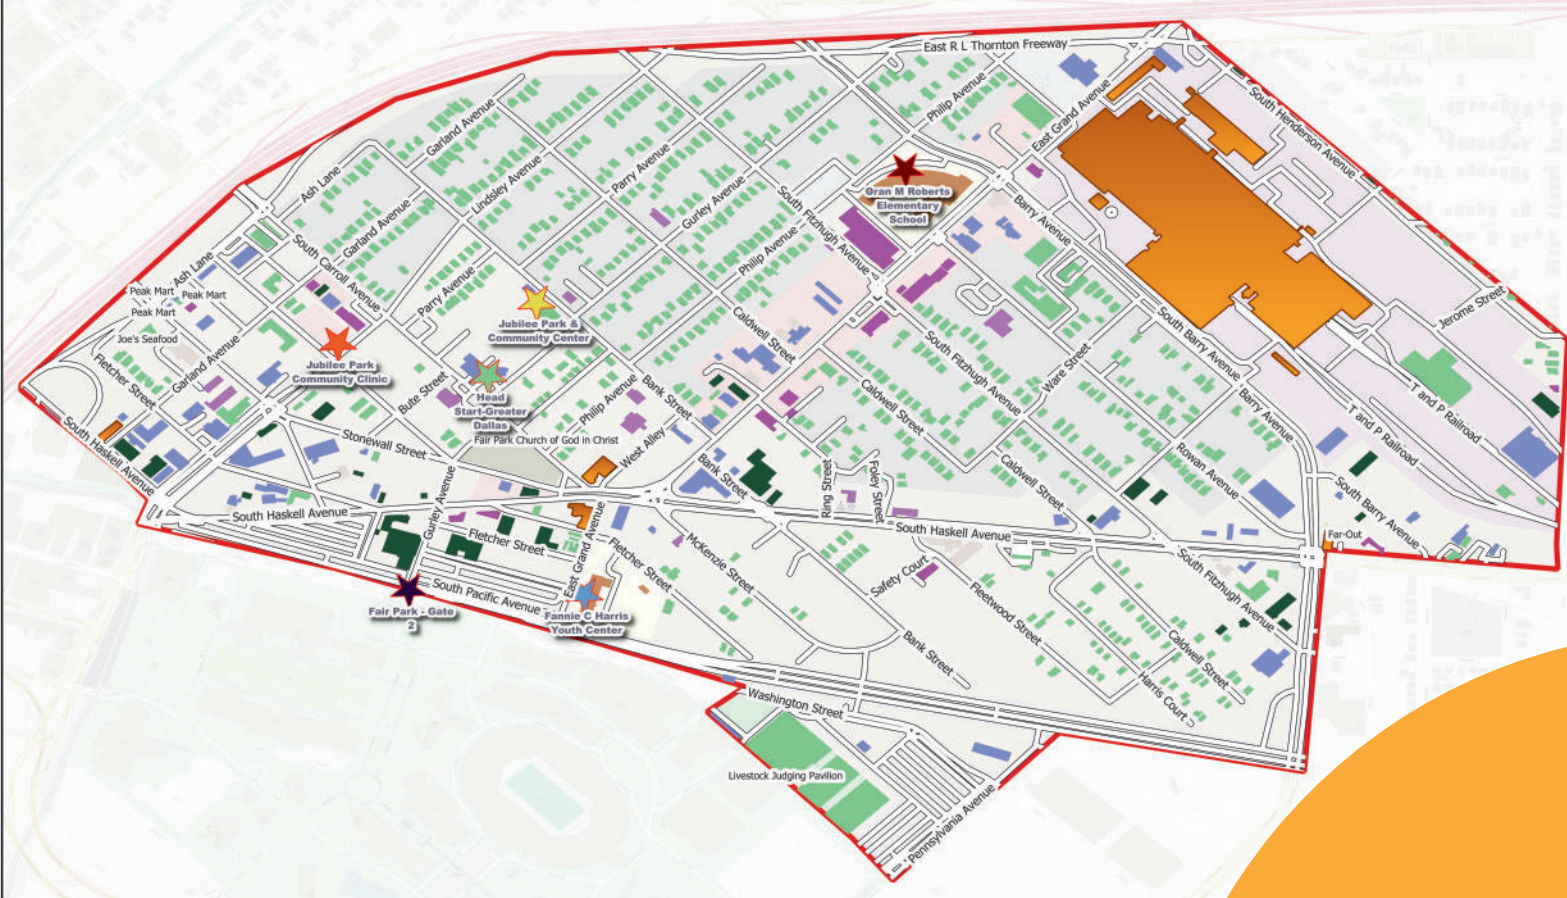 East R L Thornton Freeway
South Henderson Avenue
Philip Avenue
East Grand Avenue
Garland Avenue
Ash Lane
Lindsley Avenue
Parry Avenue
Gurley Avenue
Oran M Roberts
Elementary
School
South Fitzhugh Avenue
Barry Avenue
Garland Avenue
South Carroll Avenue
Philip Avenue
Ash Lane
Parry Avenue
Peak Mart
Peak Mart
Peak Mart
Jubilee Park &
Community Center
Caldwell Street
South Barry Avenue
Jerome Street
Joe's Seafood
Garland Avenue
Fletcher Street
Jubilee Park
Community Clinic
South Fitzhugh Avenue
Ware Street
Bute Street
Head
Start-Greater
Dallas
Philip Avenue
Bank Street
Caldwell Street
Barry Avenue
T and P Railroad
T and P Railroad
South Haskell Avenue
Stonewall Street
Fair Park Church of God in Christ
West Alley
Bank Street
Ring Street
Foley Street
Caldwell Street
Rowan Avenue
South Barry Avenue
Gurley Avenue
South Haskell Avenue
East Grand Avenue
South Haskell Avenue
Far-Out
Fletcher Street
Fletcher Street
McKenzie Street
Safety Court
Fleetwood Street
South Fitzhugh Avenue
South Pacific Avenue
Fair Park - Gate
2
Fannie C Harris
Youth Center
Bank Street
Caldwell Street
Harris Court
Washington Street
Livestock Judging Pavilion
Pennsylvania Avenue